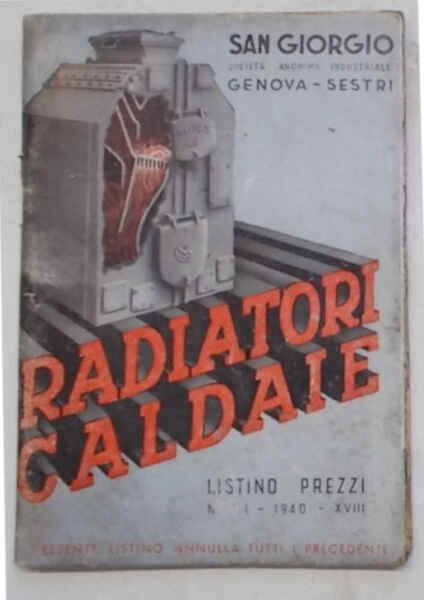 SAN GIORGIO
SOCIETÀ ANONIMA INDUSTRIALE
GENOVA - SESTRI
RADIATORI
CALDAIE
LISTINO PREZZI
1940 - XVIII
LISTINO ANNULLA TUTTI I PRECEDENTI